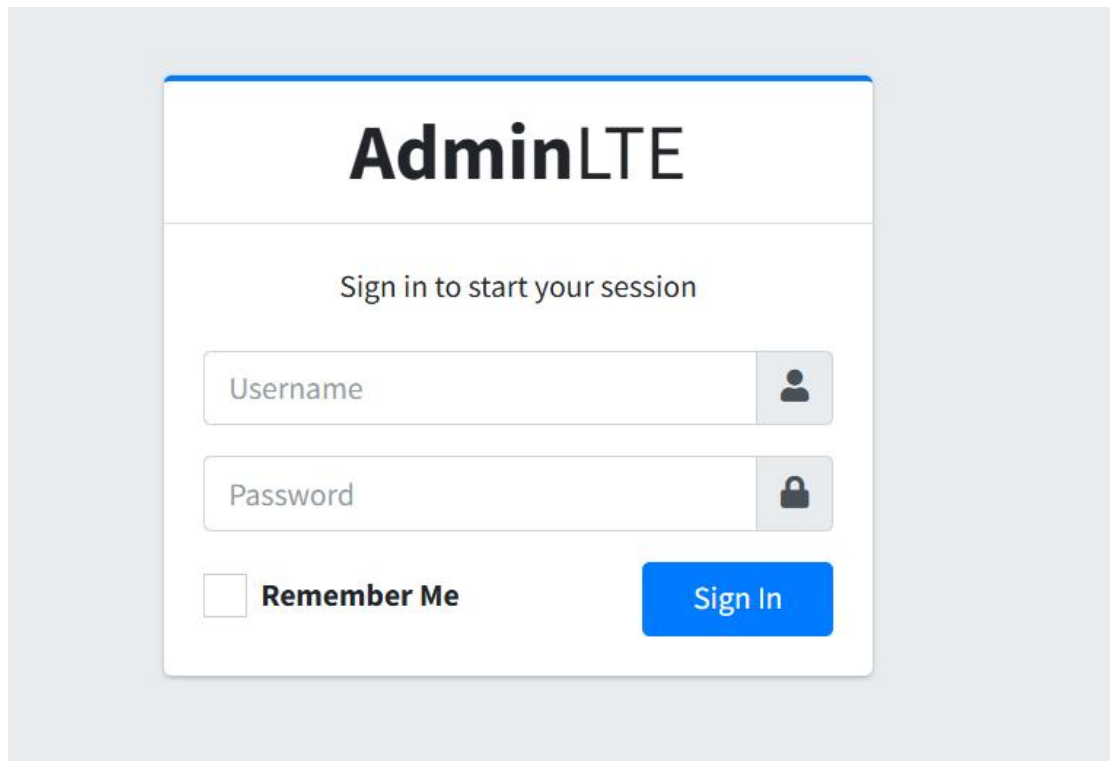 AdminLTE
Sign in to start your session
Username
Password
Remember Me
Sign In